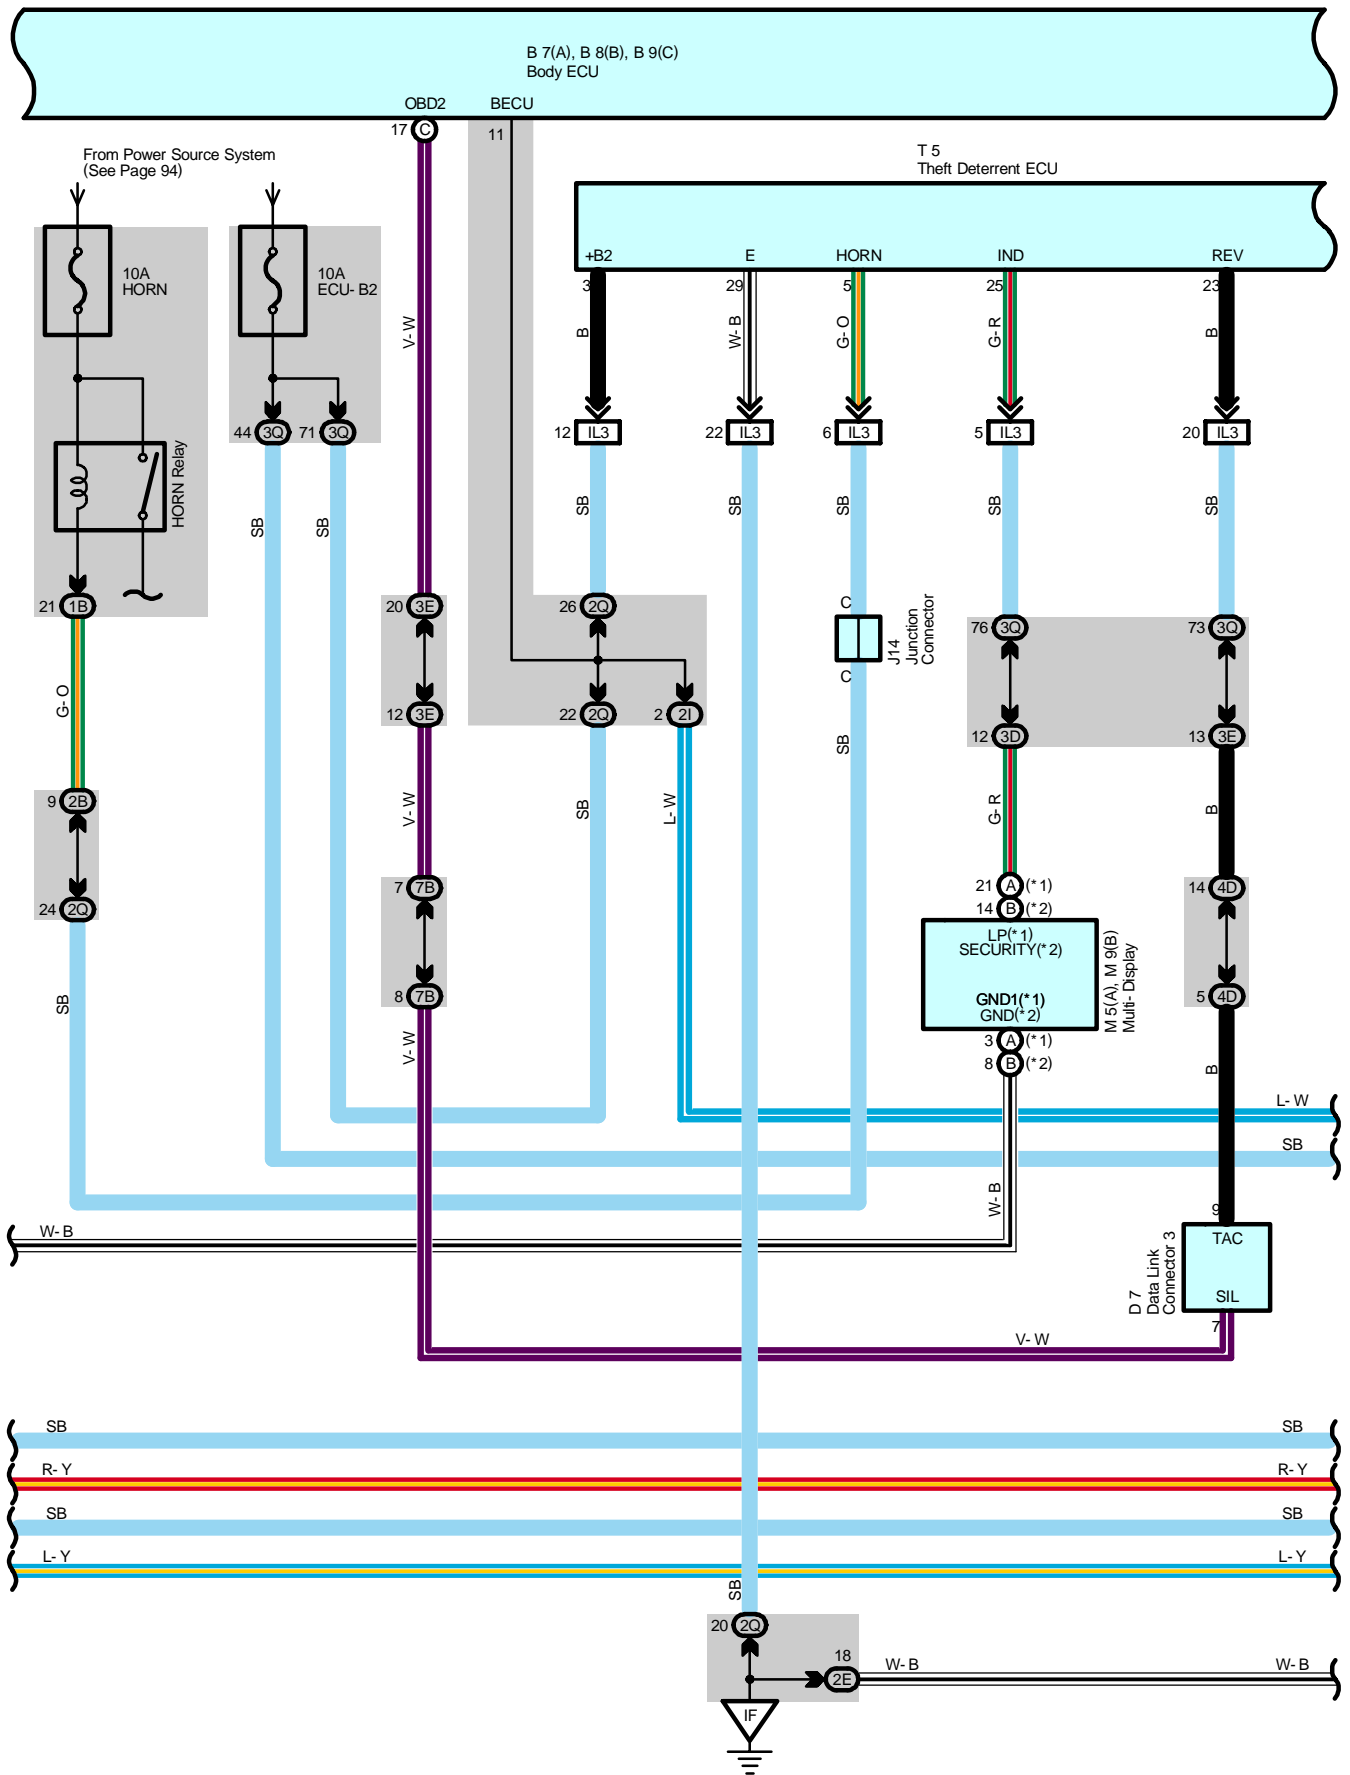 B 7(A), B 8(B), B 9(C)
Body ECU
OBD2
BECU
17 C
11
From Power Source System
(See Page 94)
T 5
Theft Deterrent ECU
10A
HORN
10A
ECU- B2
+B2
E
HORN
IND
REV
3
29
5
25
23
V- W
B
W- B
G- O
G- R
B
44 3Q
71 3Q
12 IL3
22 IL3
6 IL3
5 IL3
20 IL3
HORN Relay
SB
SB
SB
SB
SB
SB
SB
21 1B
20 3E
26 2Q
C
J14
Junction
Connector
C
76 3Q
73 3Q
G- O
12 3E
22 2Q
2 2I
SB
12 3D
13 3E
9 2B
V- W
SB
L- W
G- R
B
24 2Q
7 7B
21 A (*1)
14 B (*2)
14 4D
LP(*1)
SECURITY(*2)
GND1(*1)
GND(*2)
M 5(A), M 9(B)
Multi- Display
SB
8 7B
5 4D
V- W
3 A (*1)
8 B (*2)
B
L- W
SB
W- B
W- B
9
TAC
SIL
D 7
Data Link
Connector 3
7
V- W
SB
SB
R- Y
R- Y
SB
SB
L- Y
L- Y
SB
20 2Q
18
2E
W- B
W- B
IF